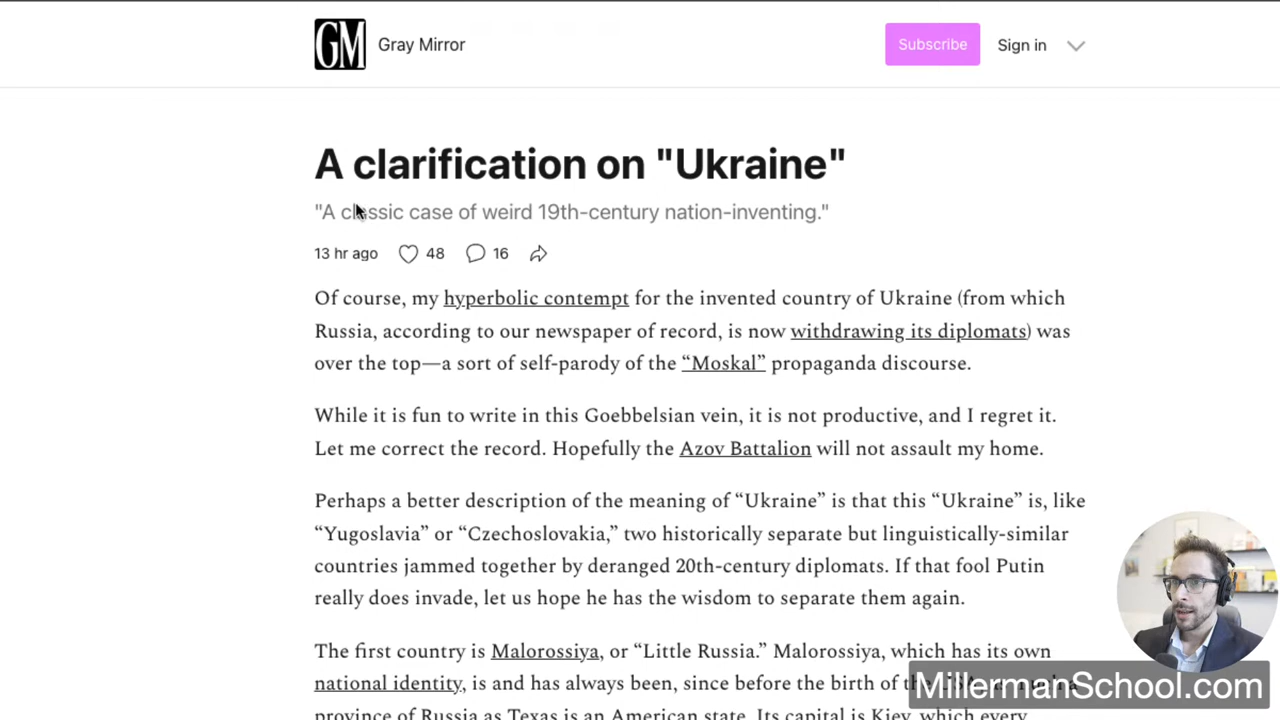 GM Gray Mirror Subscribe Sign in
A clarification on "Ukraine"
"A classic case of weird 19th-century nation-inventing."
13 hr ago 48 16
Of course, my hyperbolic contempt for the invented country of Ukraine (from which
Russia, according to our newspaper of record, is now withdrawing its diplomats) was
over the top—a sort of self-parody of the “Moskal” propaganda discourse.
While it is fun to write in this Goebbelsian vein, it is not productive, and I regret it.
Let me correct the record. Hopefully the Azov Battalion will not assault my home.
Perhaps a better description of the meaning of “Ukraine” is that this “Ukraine” is, like
“Yugoslavia” or “Czechoslovakia,” two historically separate but linguistically-similar
countries jammed together by deranged 20th-century diplomats. If that fool Putin
really does invade, let us hope he has the wisdom to separate them again.
The first country is Malorossiya, or “Little Russia.” Malorossiya, which has its own
national identity, is and has always been, since before the birth of
province of Russia as Texas is an American state. Its capital is Kiev, which every
MillermanSchool.com